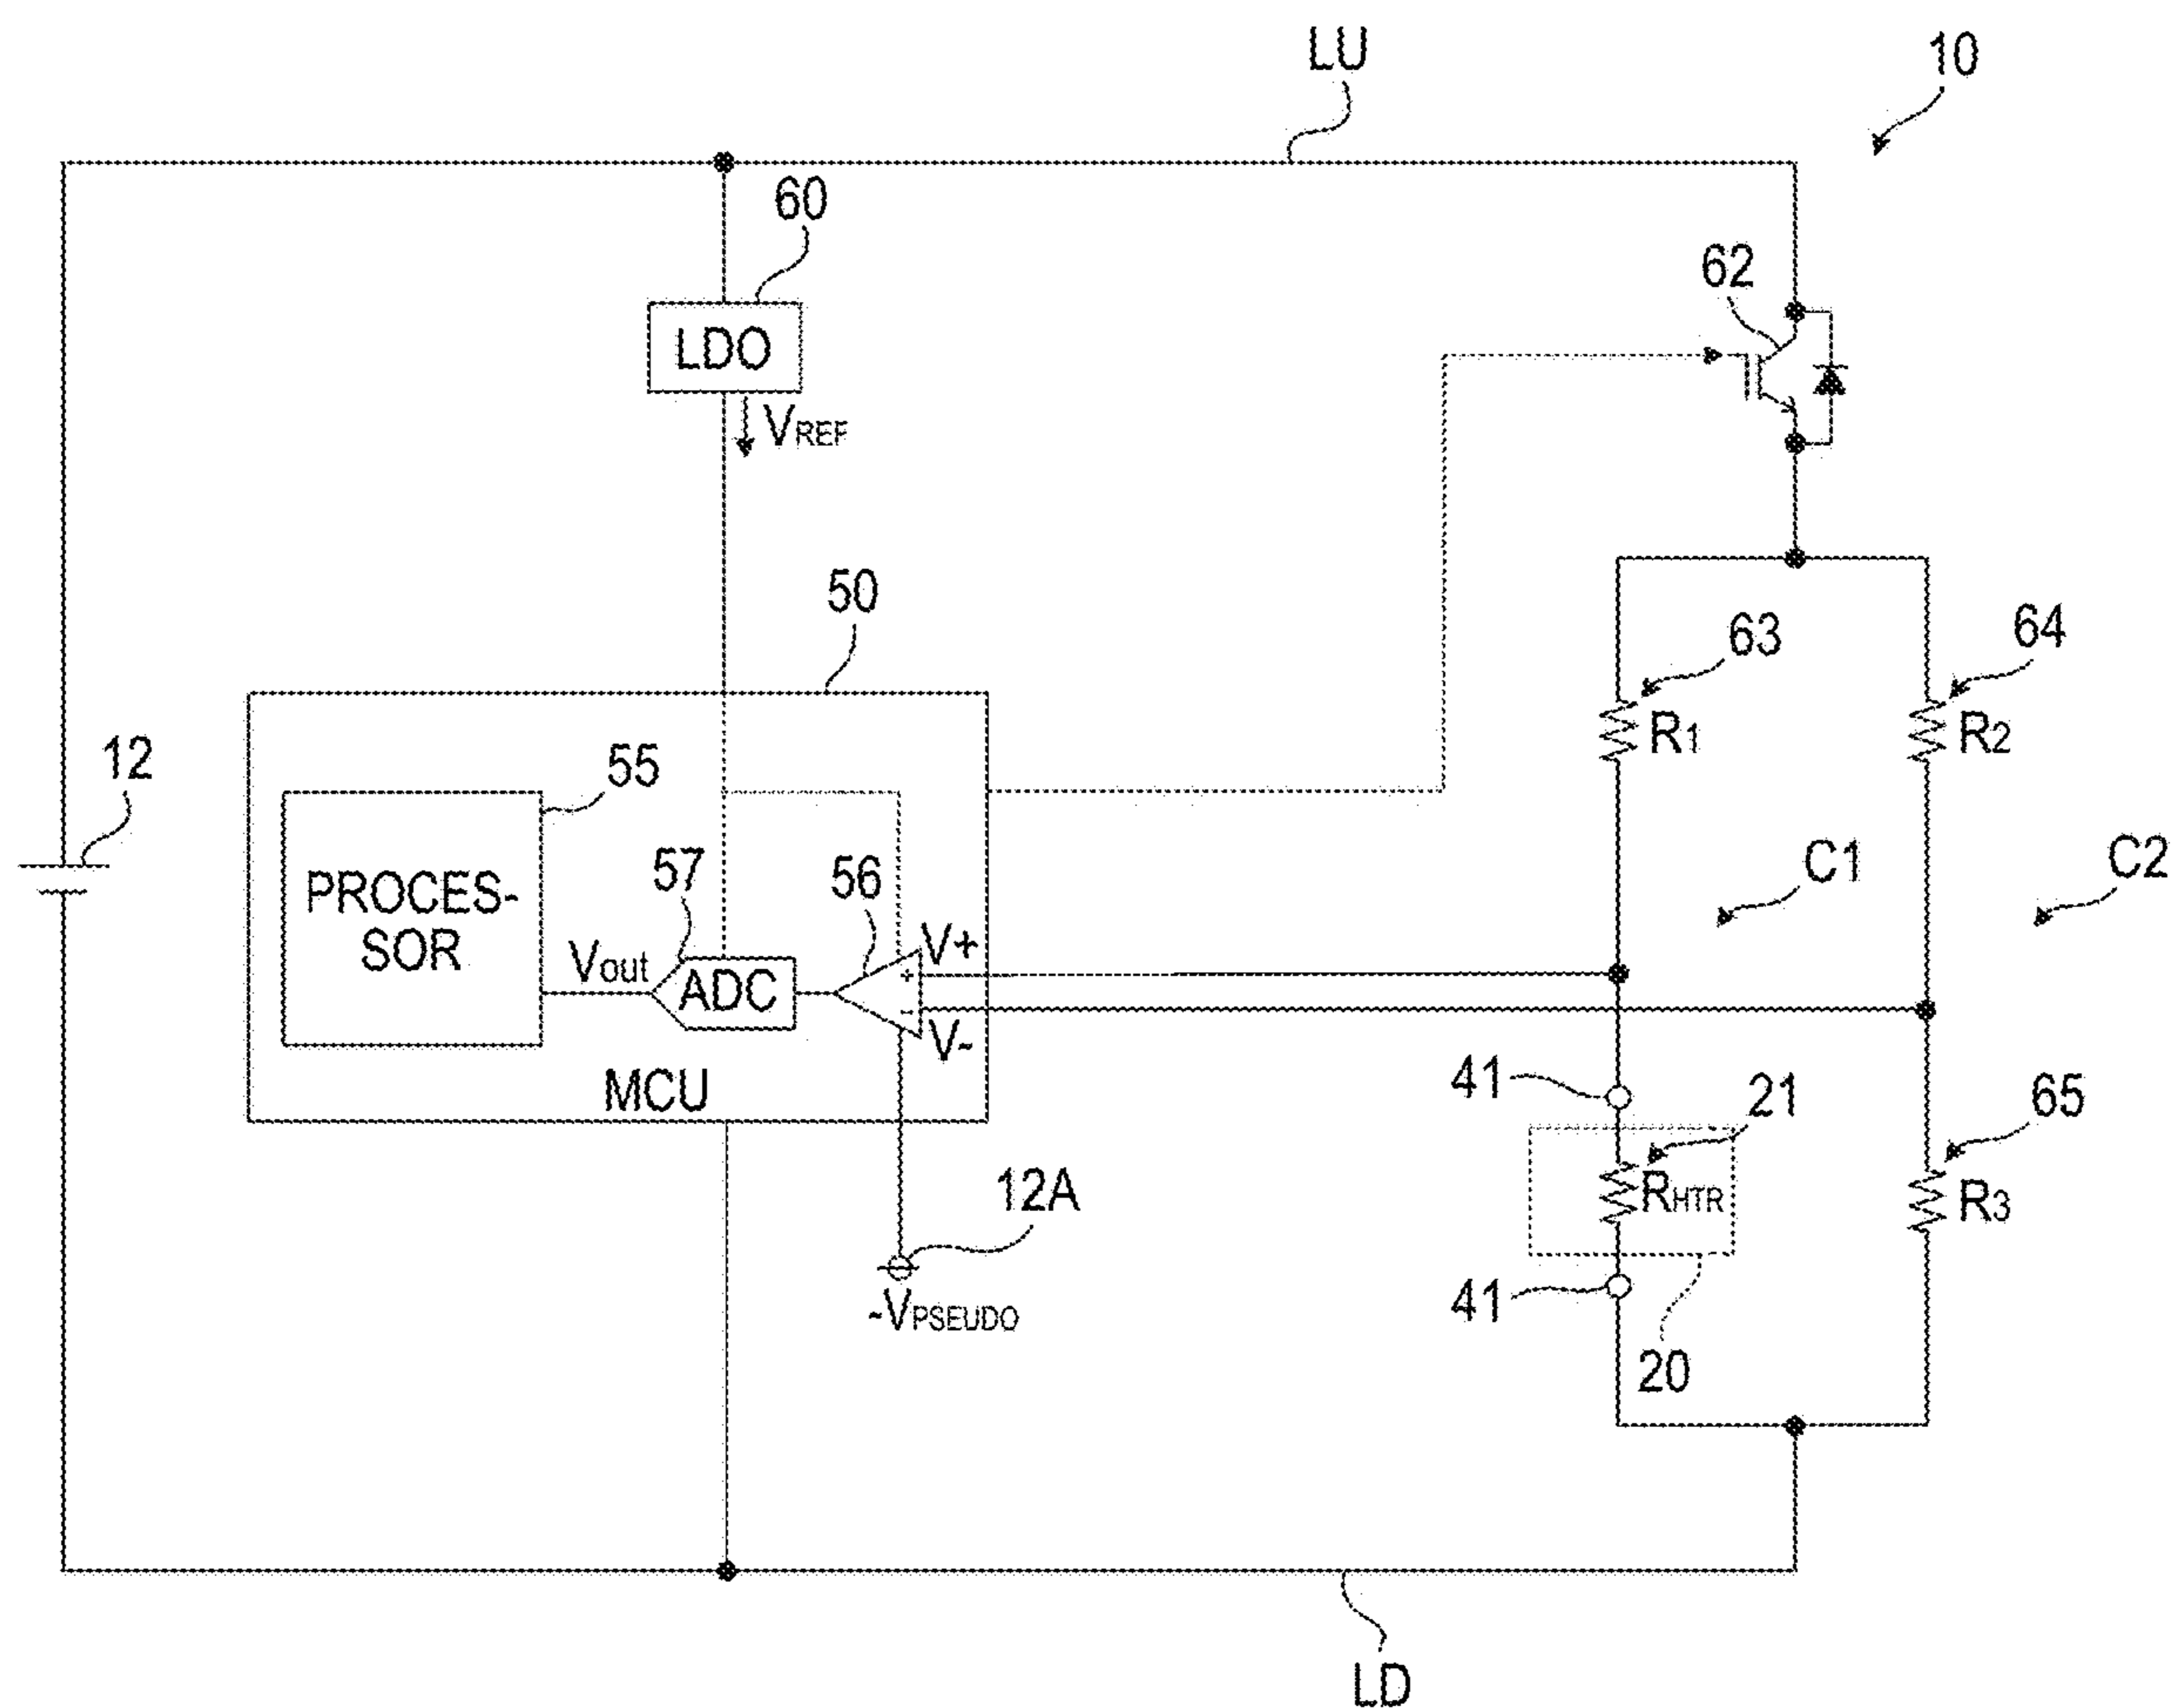 LU
10
60
LDO
VREF
62
50
63
64
R1
R2
12
55
PROCES-
SOR
57
56
C1
C2
Vout
ADC
V+
+
-
V-
MCU
41
21
65
RHTR
R3
12A
-VPSEUDO
41
20
LD